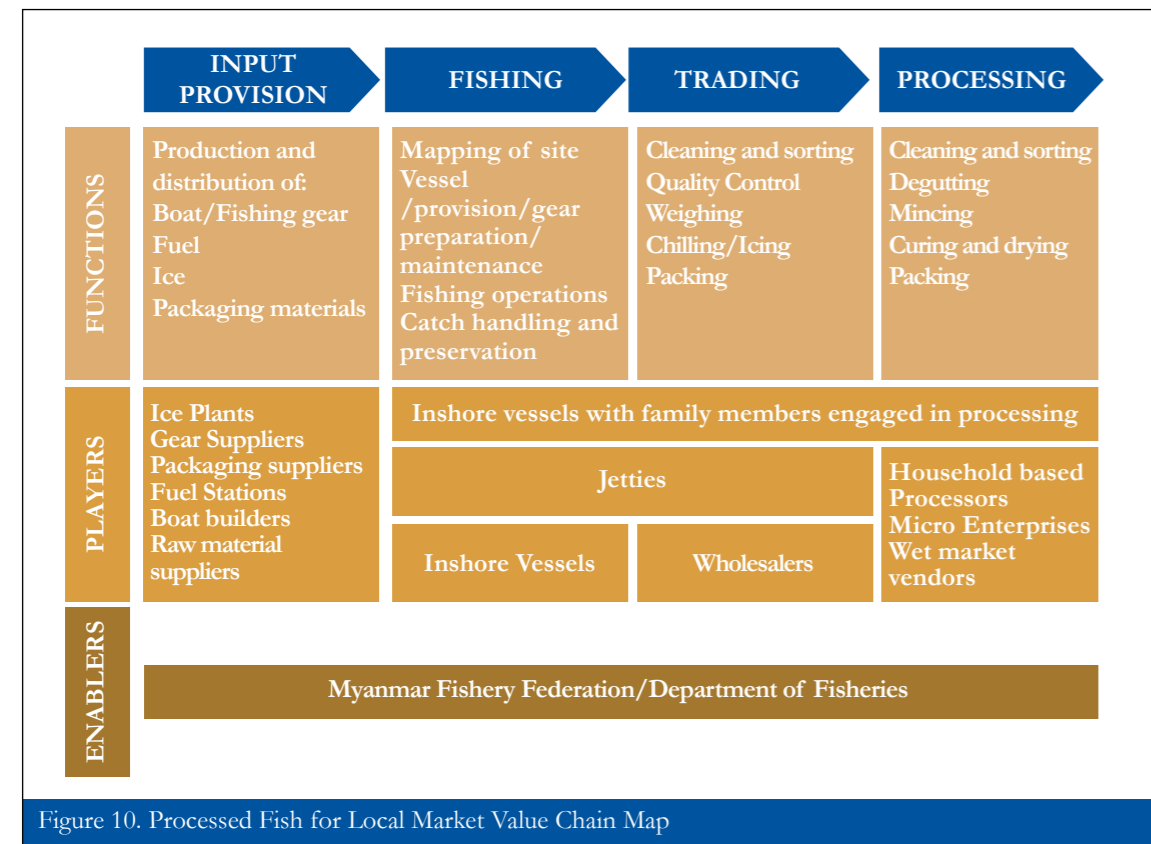 INPUT
PROVISION
FISHING
TRADING
PROCESSING
FUNCTIONS
Production and
distribution of:
Boat/Fishing gear
Fuel
Ice
Packaging materials
Mapping of site
Vessel
/provision/gear
preparation/
maintenance
Fishing operations
Catch handling and
preservation
Cleaning and sorting
Quality Control
Weighing
Chilling/Icing
Packing
Cleaning and sorting
Degutting
Mincing
Curing and drying
Packing
PLAYERS
Ice Plants
Gear Suppliers
Packaging suppliers
Fuel Stations
Boat builders
Raw material
suppliers
Inshore vessels with family members engaged in processing
Jetties
Inshore Vessels
Wholesalers
Household based
Processors
Micro Enterprises
Wet market
vendors
ENABLERS
Myanmar Fishery Federation/Department of Fisheries
Figure 10. Processed Fish for Local Market Value Chain Map